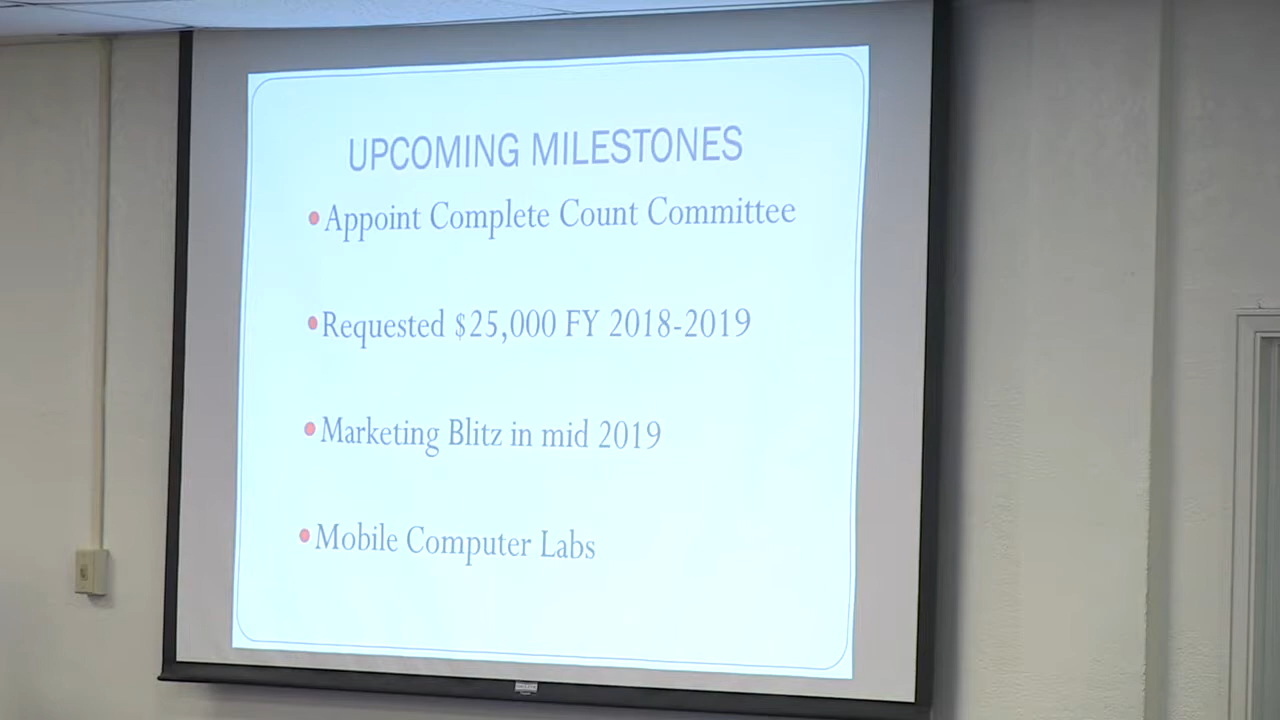 UPCOMING MILESTONES
•Appoint Complete Count Committee
•Requested $25,000 FY 2018-2019
•Marketing Blitz in mid 2019
•Mobile Computer Labs